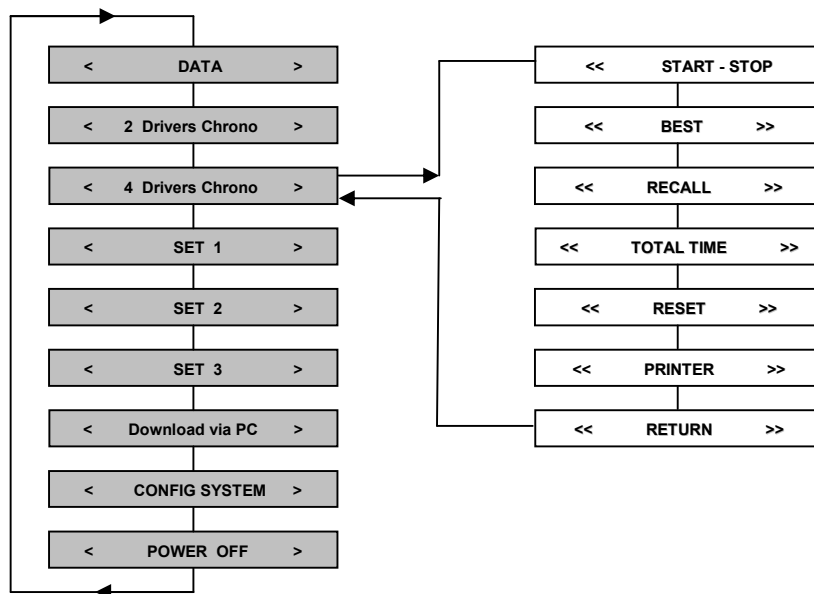 < DATA >
< 2 Drivers Chrono >
< 4 Drivers Chrono >
< SET 1 >
< SET 2 >
< SET 3 >
< Download via PC >
< CONFIG SYSTEM >
< POWER OFF >
<< START - STOP
<< BEST >>
<< RECALL >>
<< TOTAL TIME >>
<< RESET >>
<< PRINTER >>
<< RETURN >>